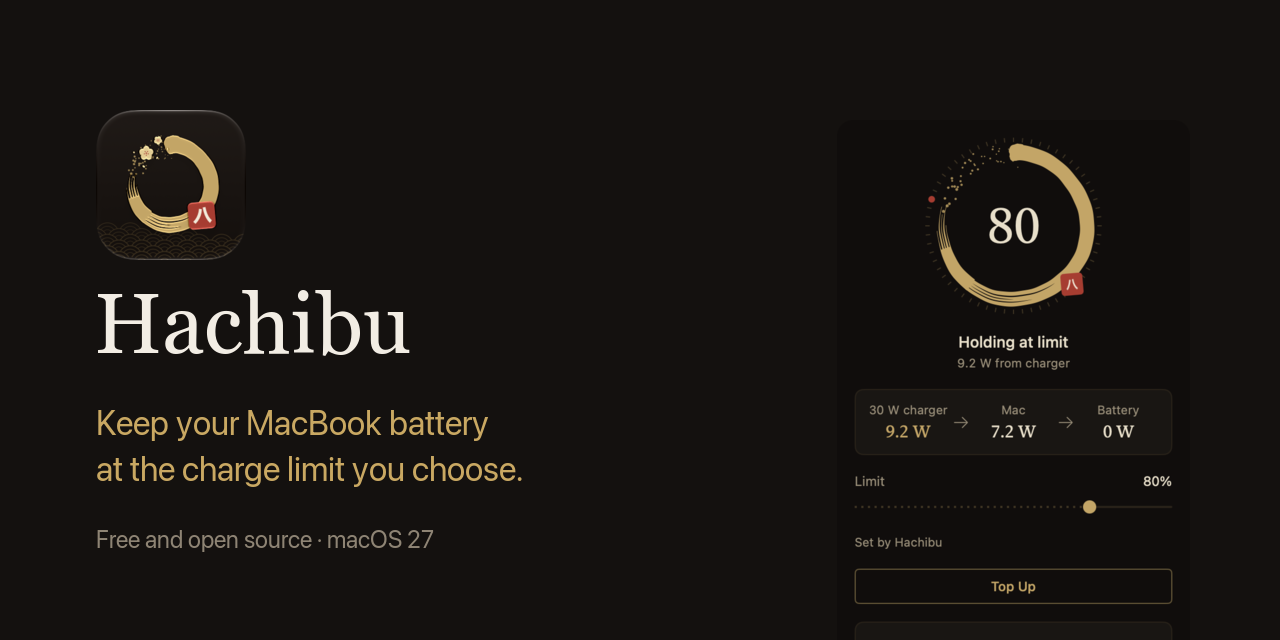 八
Hachibu
Keep your MacBook battery
at the charge limit you choose.
Free and open source · macOS 27
80
八
Holding at limit
9.2 W from charger
30 W charger → Mac → Battery
9.2 W 7.2 W 0 W
Limit 80%
Set by Hachibu
Top Up